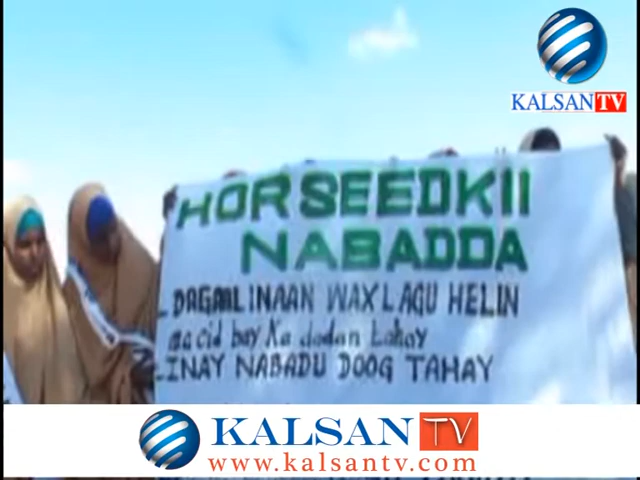 KALSAN TV
HORSEEDKII
NABADDA
DAGAALINAAN WAX LAGU HELIN
cid bay Ka dadan tahay
INAY NABADU DOOG TAHAY
KALSAN TV
www.kalsantv.com